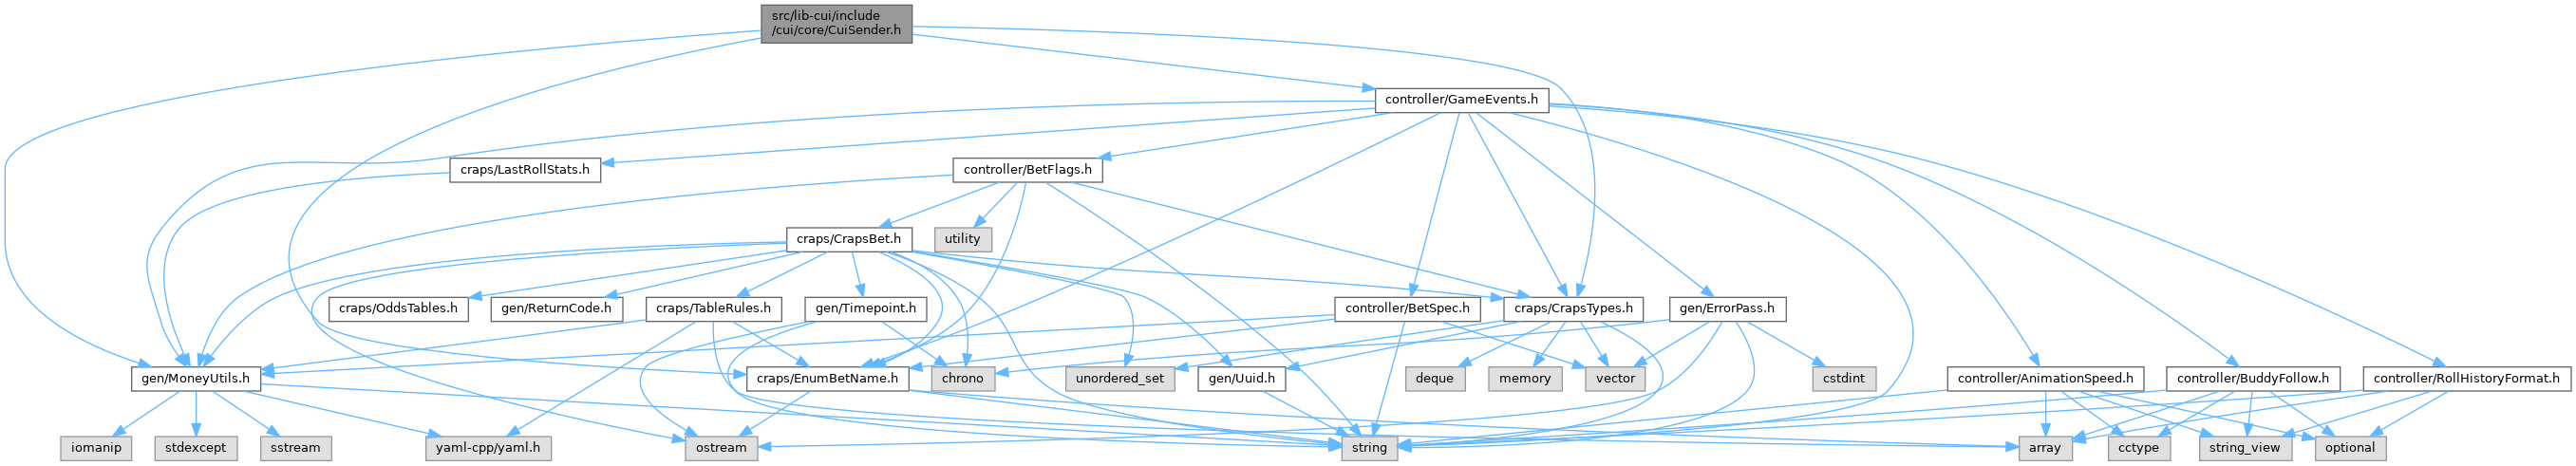 src/lib-cui/include
/cui/core/CuiSender.h
controller/GameEvents.h
craps/LastRollStats.h
controller/BetFlags.h
craps/CrapsBet.h
utility
craps/OddsTables.h
gen/ReturnCode.h
craps/TableRules.h
gen/Timepoint.h
controller/BetSpec.h
craps/CrapsTypes.h
gen/ErrorPass.h
gen/MoneyUtils.h
craps/EnumBetName.h
chrono
unordered_set
gen/Uuid.h
deque
memory
vector
cstdint
controller/AnimationSpeed.h
controller/BuddyFollow.h
controller/RollHistoryFormat.h
iomanip
stdexcept
sstream
yaml-cpp/yaml.h
ostream
string
array
cctype
string_view
optional